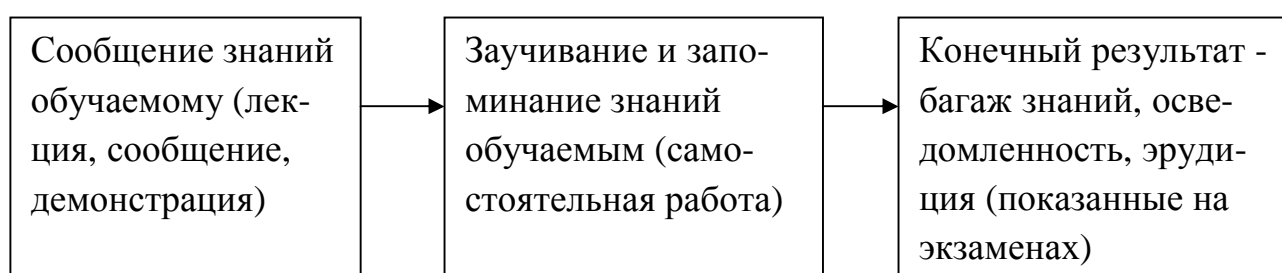 Сообщение знаний
обучаемому (лек-
ция, сообщение,
демонстрация)
Заучивание и запо-
минание знаний
обучаемым (само-
стоятельная работа)
Конечный результат -
багаж знаний, осве-
домленность, эруди-
ция (показанные на
экзаменах)